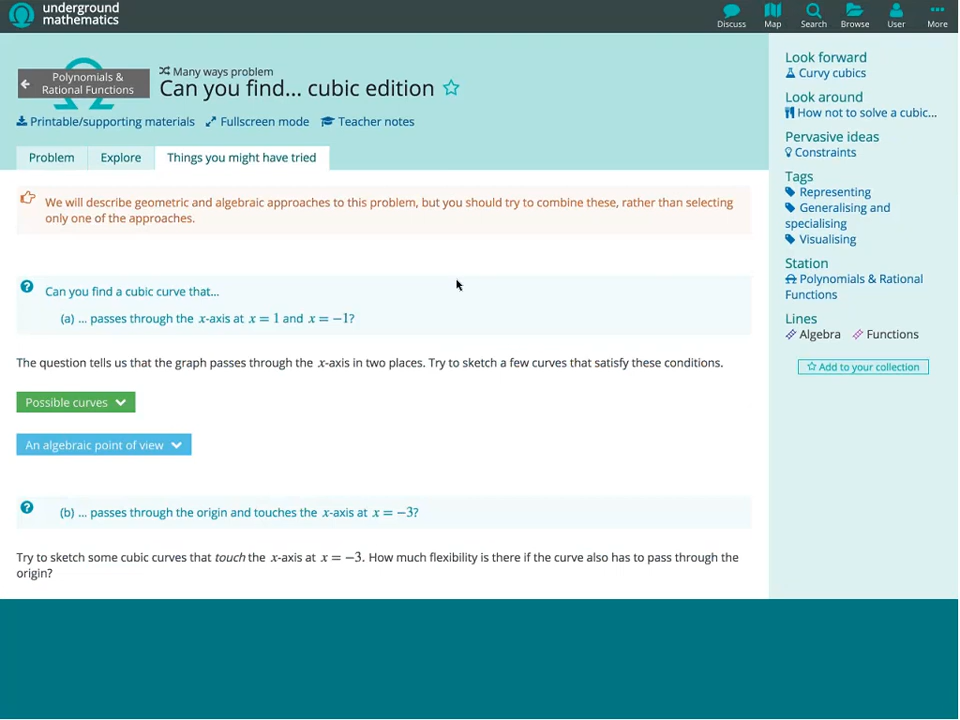 underground
mathematics
Discuss
Map
Search
Browse
User
More
Polynomials &
Rational Functions
Many ways problem
Can you find... cubic edition
Printable/supporting materials
Fullscreen mode
Teacher notes
Problem
Explore
Things you might have tried
We will describe geometric and algebraic approaches to this problem, but you should try to combine these, rather than selecting
only one of the approaches.
Can you find a cubic curve that...
(a) ... passes through the x-axis at x = 1 and x = −1?
The question tells us that the graph passes through the x-axis in two places. Try to sketch a few curves that satisfy these conditions.
Possible curves
An algebraic point of view
(b) ... passes through the origin and touches the x-axis at x = −3?
Try to sketch some cubic curves that touch the x-axis at x = −3. How much flexibility is there if the curve also has to pass through the
origin?
Look forward
Curvy cubics
Look around
How not to solve a cubic...
Pervasive ideas
Constraints
Tags
Representing
Generalising and
specialising
Visualising
Station
Polynomials & Rational
Functions
Lines
Algebra
Functions
Add to your collection